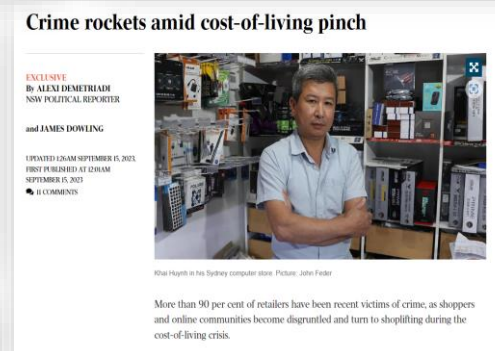 Crime rockets amid cost-of-living pinch
EXCLUSIVE
By ALEXI DEMETRIADI
NSW POLITICAL REPORTER
and JAMES DOWLING
UPDATED 1:26AM SEPTEMBER 15, 2023,
FIRST PUBLISHED AT 12:01AM
SEPTEMBER 15, 2023
11 COMMENTS
Khai Huynh in his Sydney computer store. Picture: John Feder
More than 90 per cent of retailers have been recent victims of crime, as shoppers
and online communities become disgruntled and turn to shoplifting during the
cost-of-living crisis.